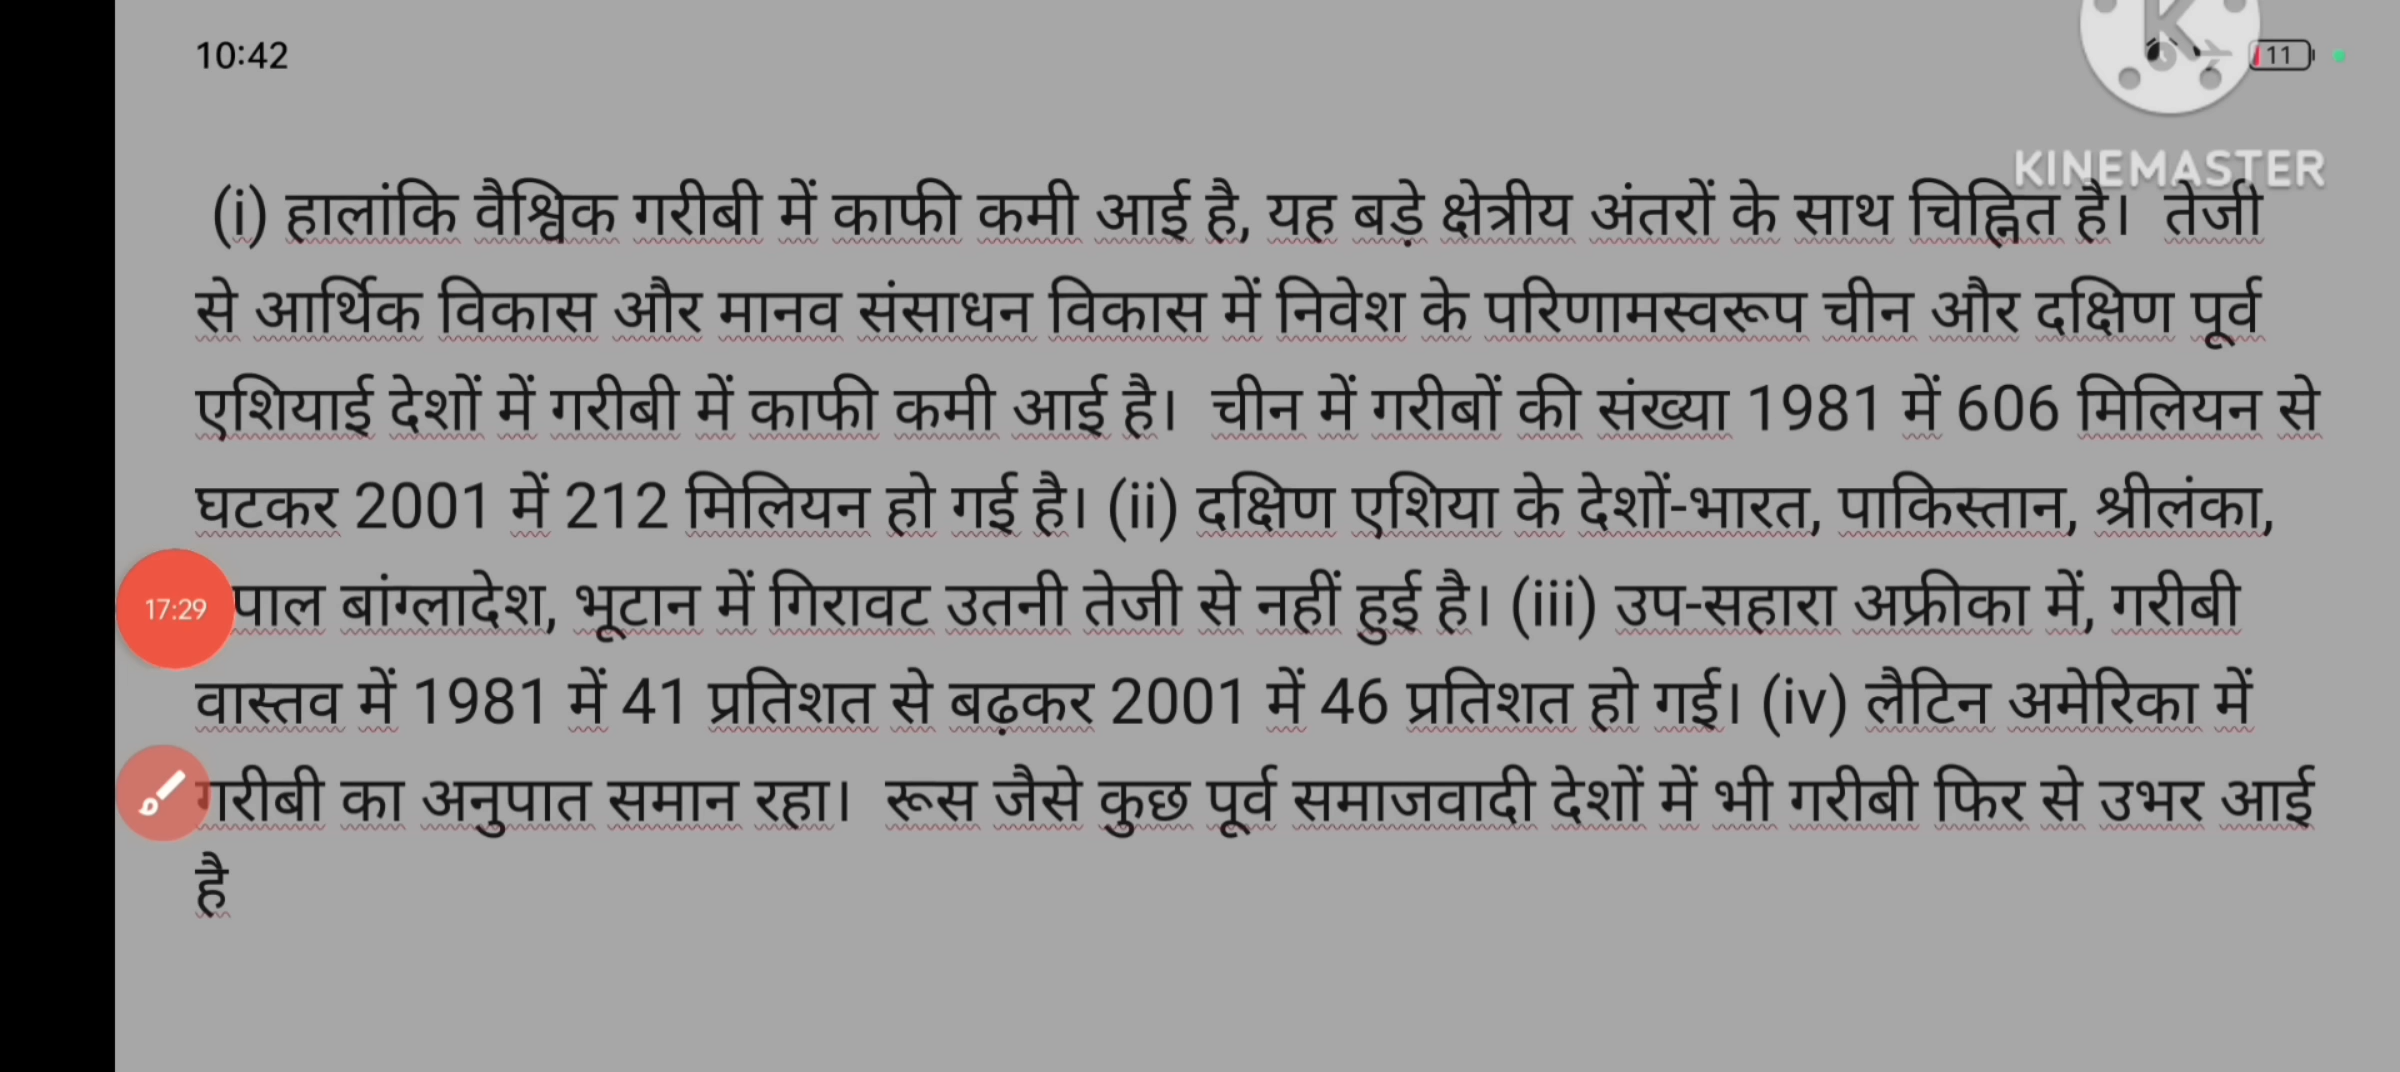 10:42
11
KINEMASTER
(i) हालांकि वैश्विक गरीबी में काफी कमी आई है, यह बड़े क्षेत्रीय अंतरों के साथ चिह्नित है। तेजी
से आर्थिक विकास और मानव संसाधन विकास में निवेश के परिणामस्वरूप चीन और दक्षिण पूर्व
एशियाई देशों में गरीबी में काफी कमी आई है। चीन में गरीबों की संख्या 1981 में 606 मिलियन से
घटकर 2001 में 212 मिलियन हो गई है। (ii) दक्षिण एशिया के देशों-भारत, पाकिस्तान, श्रीलंका,
17:29 पाल बांग्लादेश, भूटान में गिरावट उतनी तेजी से नहीं हुई है। (iii) उप-सहारा अफ्रीका में, गरीबी
वास्तव में 1981 में 41 प्रतिशत से बढ़कर 2001 में 46 प्रतिशत हो गई। (iv) लैटिन अमेरिका में
गरीबी का अनुपात समान रहा। रूस जैसे कुछ पूर्व समाजवादी देशों में भी गरीबी फिर से उभर आई
है